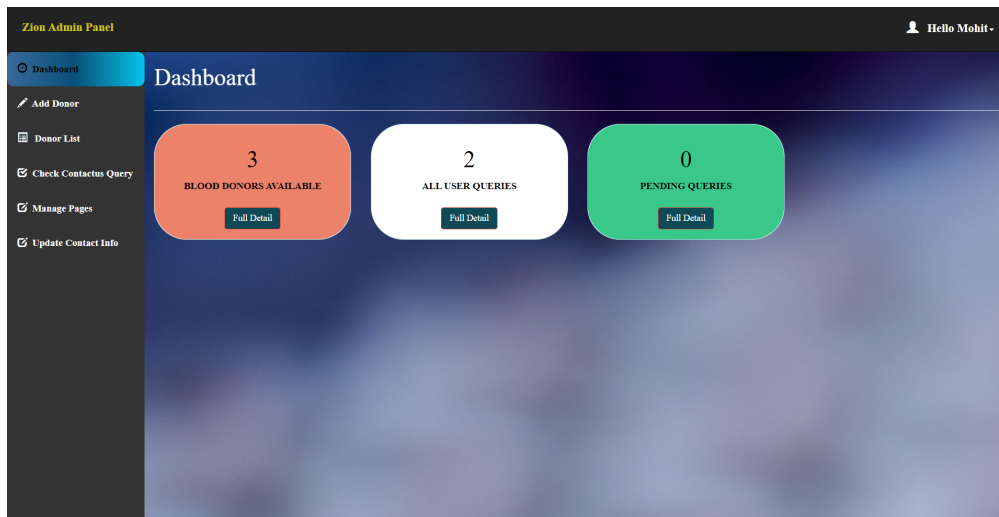 Zion Admin Panel
Hello Mohit
Dashboard
Add Donor
Donor List
Check Contactus Query
Manage Pages
Update Contact Info
Dashboard
3
BLOOD DONORS AVAILABLE
Full Detail
2
ALL USER QUERIES
Full Detail
0
PENDING QUERIES
Full Detail